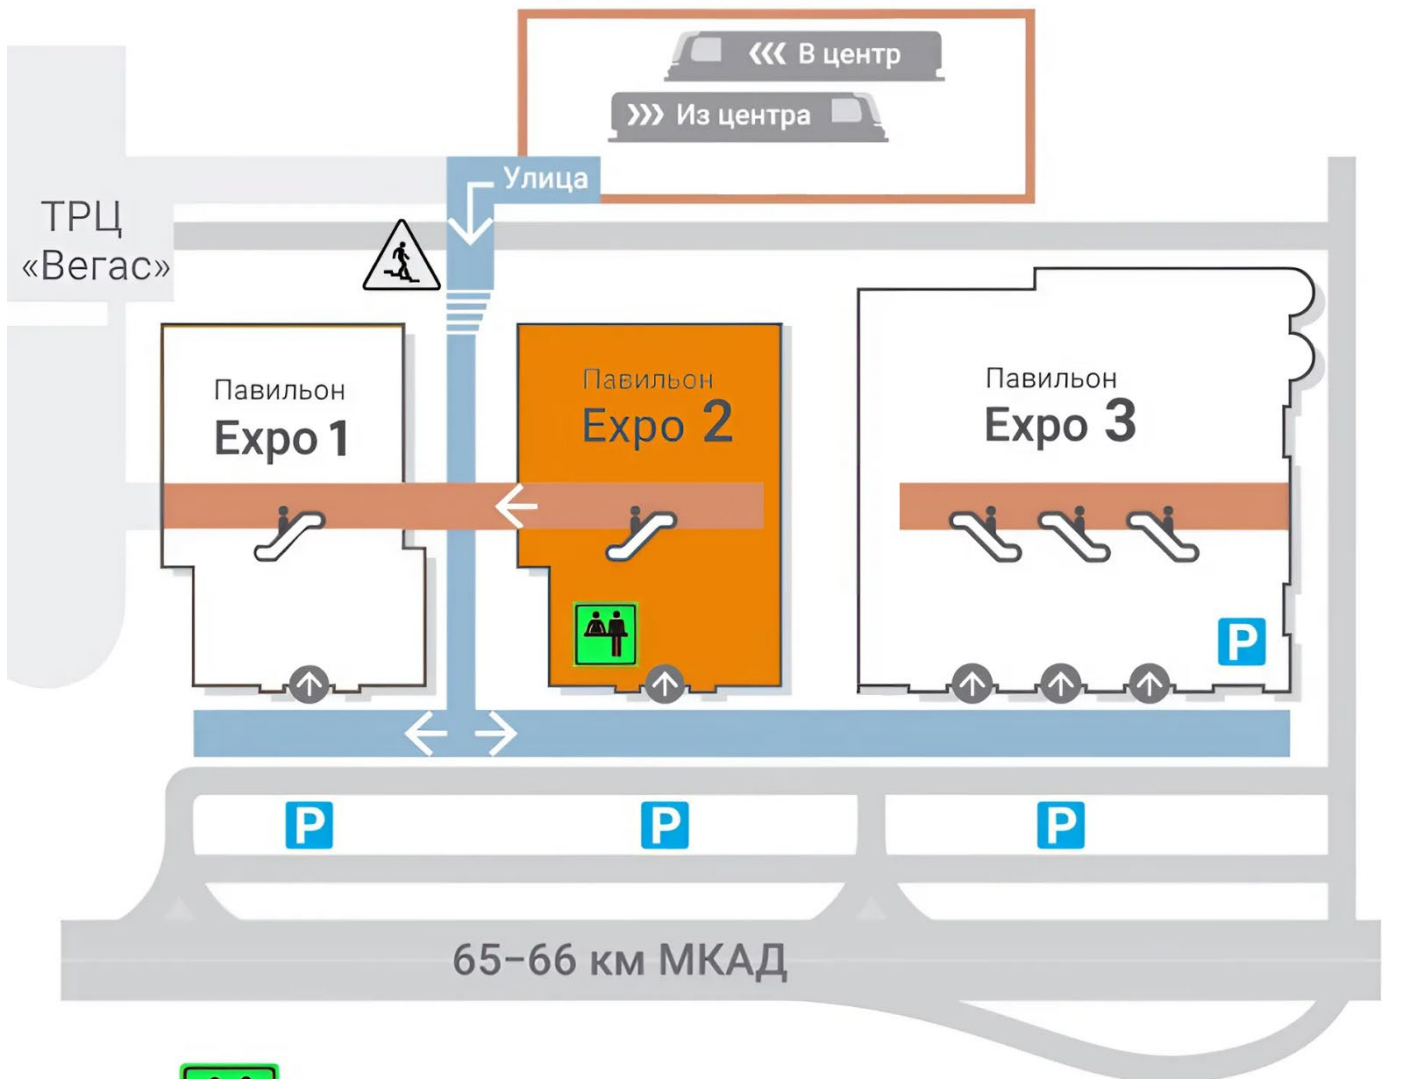 В центр
Из центра
Улица
ТРЦ
«Вегас»
Павильон
Expo 1
Павильон
Expo 2
Павильон
Expo 3
P
P
P
P
65–66 км МКАД